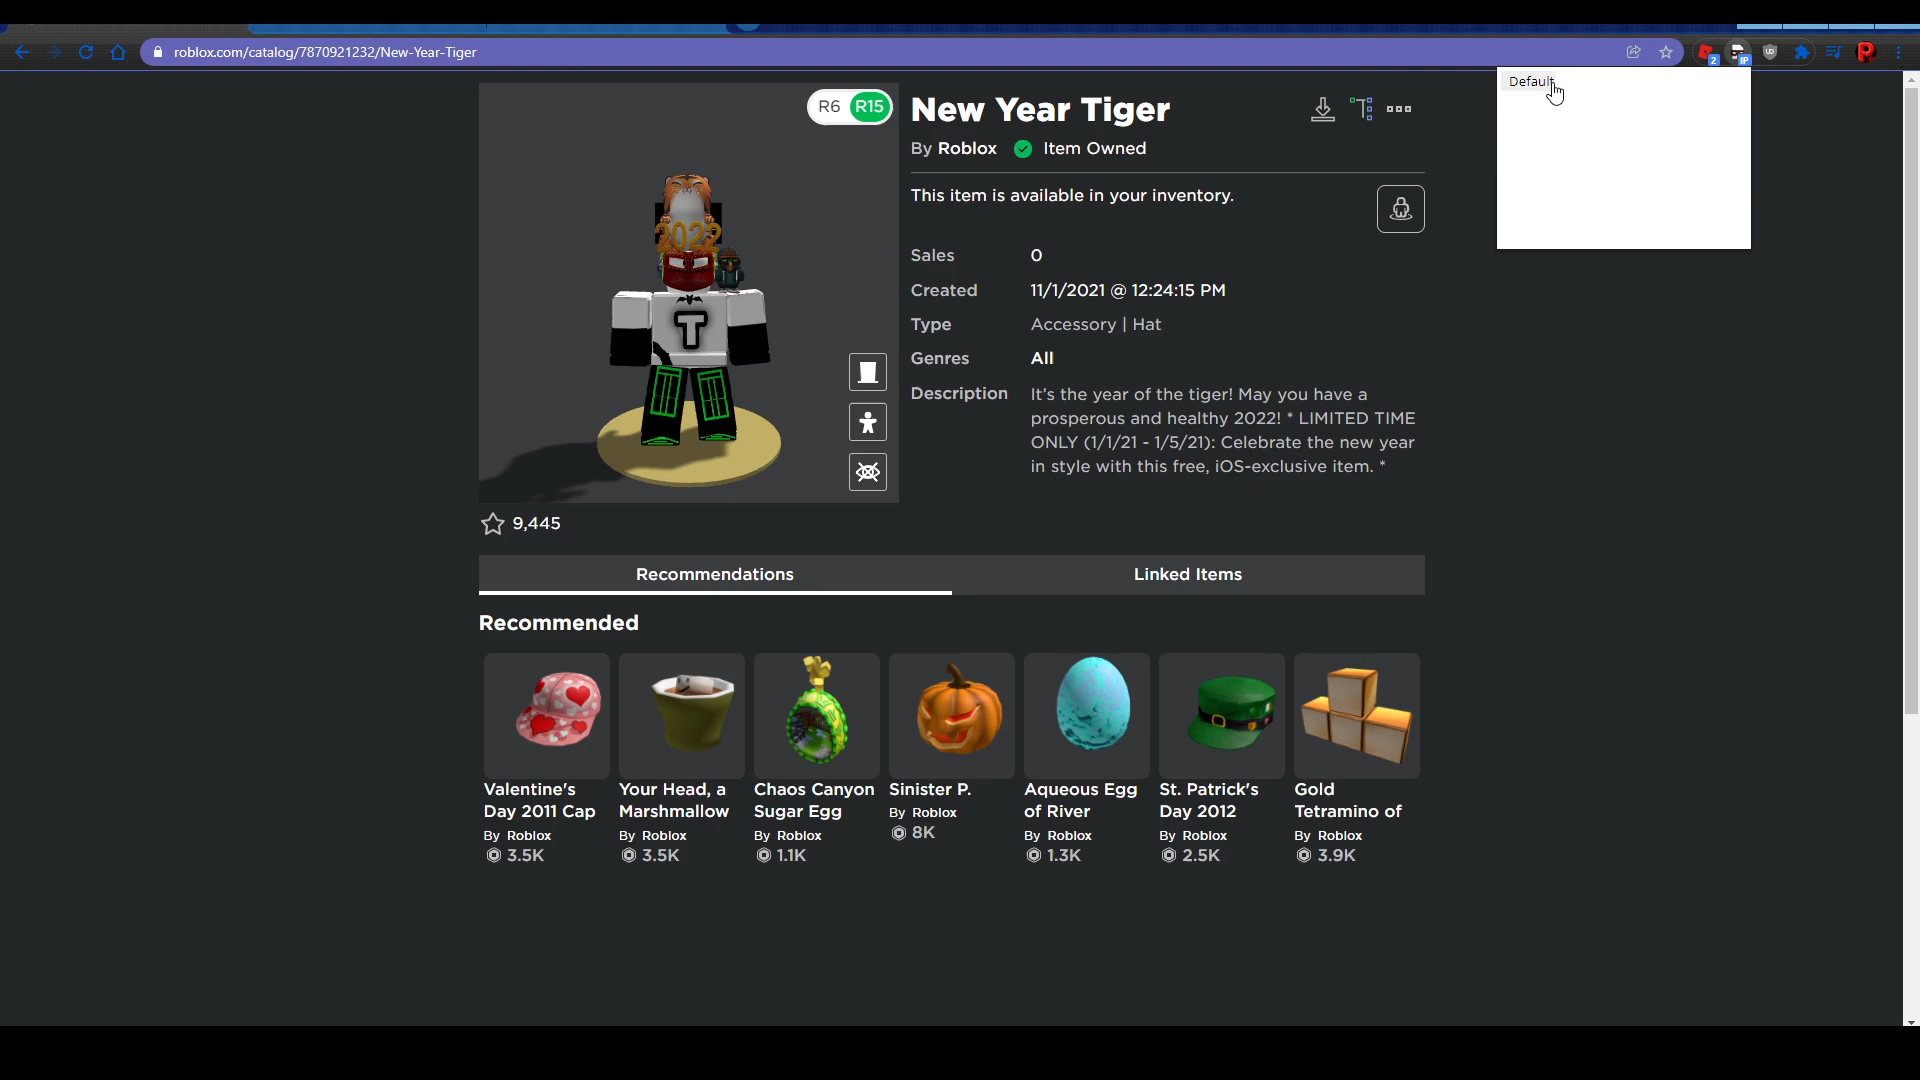 roblox.com/catalog/7870921232/New-Year-Tiger
2
IP
Default
R6 R15
New Year Tiger
By Roblox Item Owned
This item is available in your inventory.
Sales 0
Created 11/1/2021 @ 12:24:15 PM
Type Accessory | Hat
Genres All
Description It's the year of the tiger! May you have a
prosperous and healthy 2022! * LIMITED TIME
ONLY (1/1/21 - 1/5/21): Celebrate the new year
in style with this free, iOS-exclusive item. *
2022
T
9,445
Recommendations Linked Items
Recommended
Valentine's
Day 2011 Cap
By Roblox
3.5K
Your Head, a
Marshmallow
By Roblox
3.5K
Chaos Canyon
Sugar Egg
By Roblox
1.1K
Sinister P.
By Roblox
8K
Aqueous Egg
of River
By Roblox
1.3K
St. Patrick's
Day 2012
By Roblox
2.5K
Gold
Tetramino of
By Roblox
3.9K